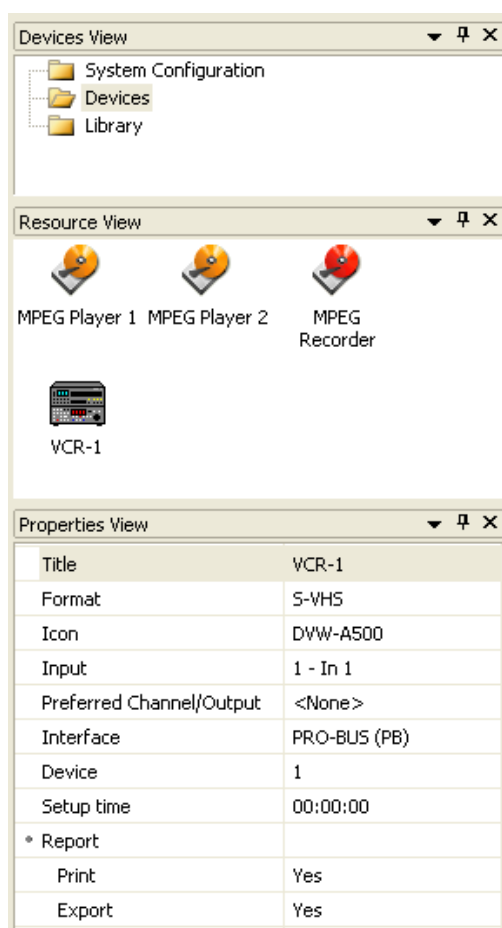 Devices View
System Configuration
Devices
Library
Resource View
MPEG Player 1 MPEG Player 2 MPEG
Recorder
VCR-1
Properties View
Title VCR-1
Format S-VHS
Icon DVW-A500
Input 1 - In 1
Preferred Channel/Output <None>
Interface PRO-BUS (PB)
Device 1
Setup time 00:00:00
Report
Print Yes
Export Yes